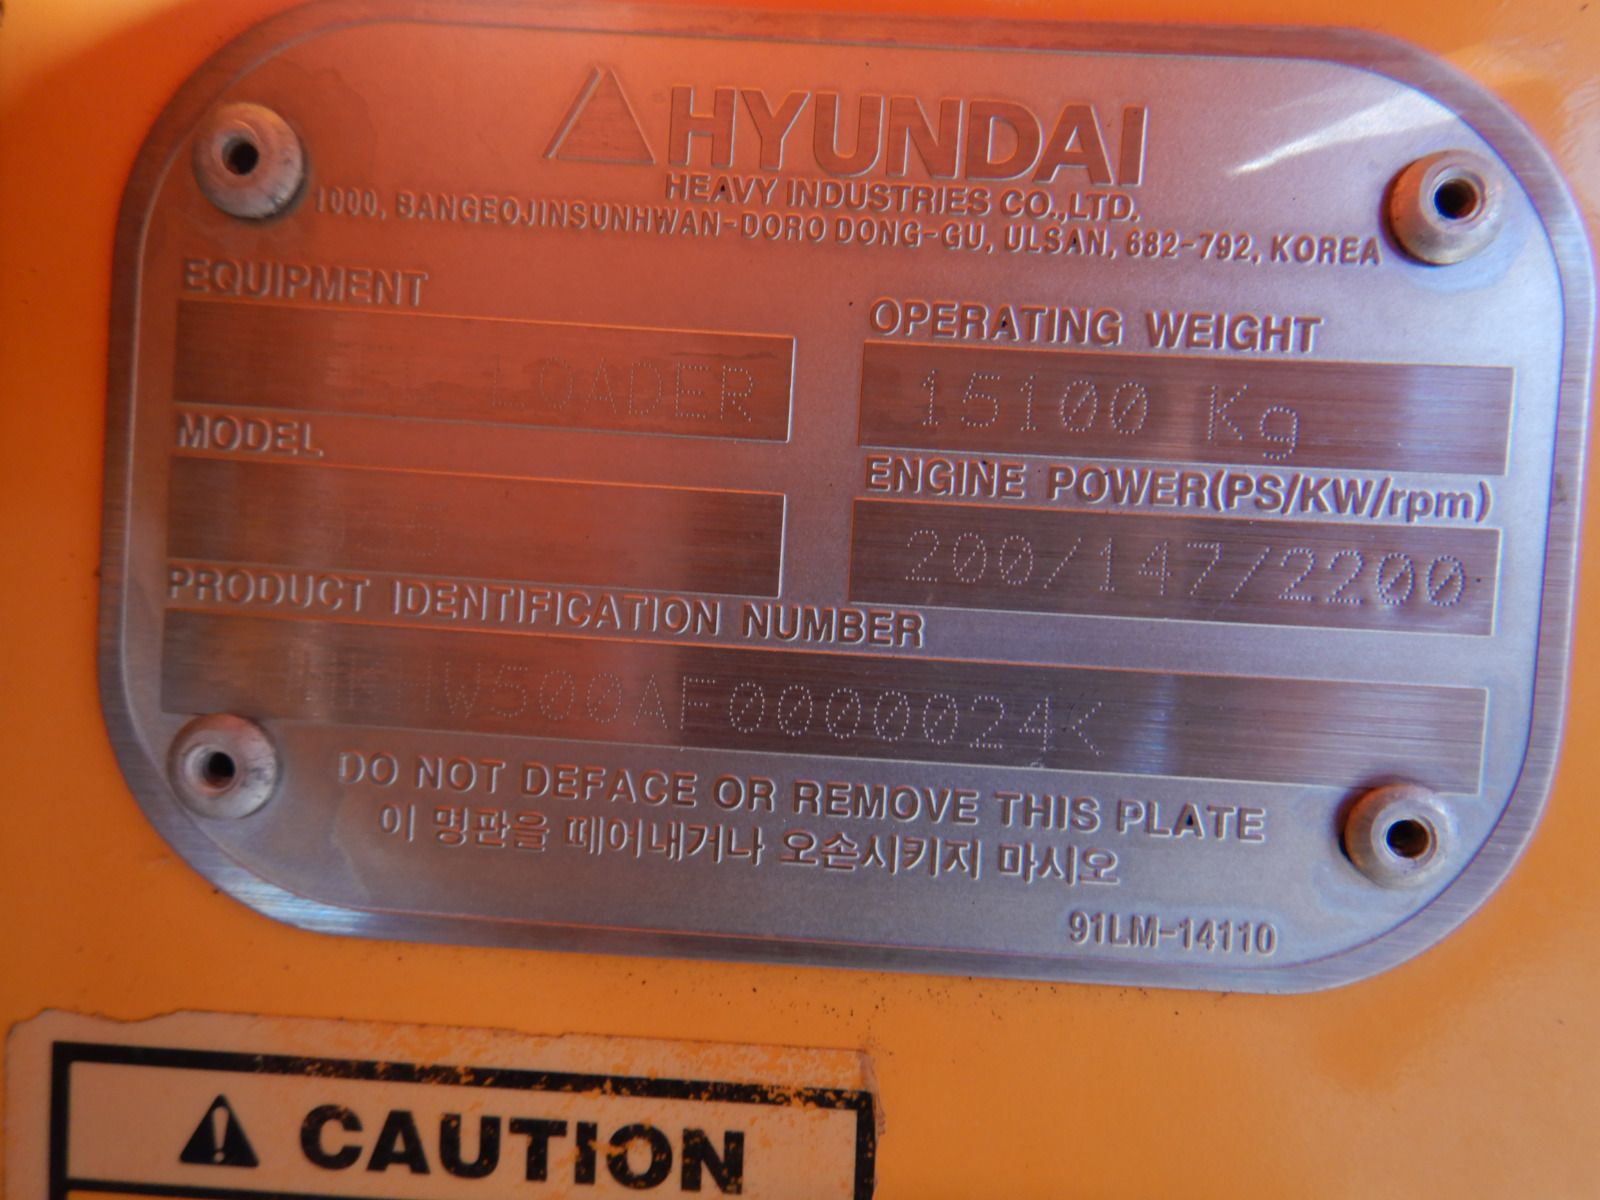 HYUNDAI
HEAVY INDUSTRIES CO.,LTD.
1000, BANGEOJINSUNHWAN-DORO DONG-GU, ULSAN, 682-792, KOREA
EQUIPMENT
LOADER
OPERATING WEIGHT
15100 Kg
MODEL
ENGINE POWER(PS/KW/rpm)
200/147/2200
PRODUCT IDENTIFICATION NUMBER
DO NOT DEFACE OR REMOVE THIS PLATE
이 명판을 떼어내거나 오손시키지 마시오
91LM-14110
CAUTION